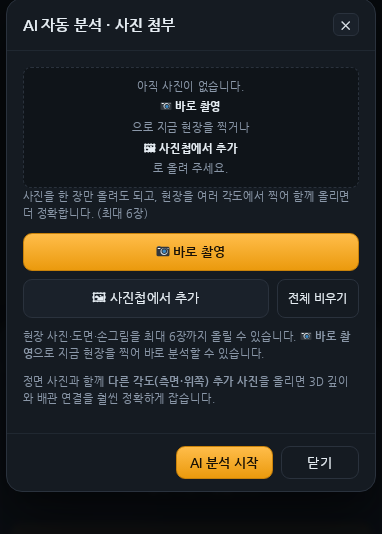 AI 자동 분석 · 사진 첨부
×
아직 사진이 없습니다.
📷 바로 촬영
으로 지금 현장을 찍거나
🖼 사진첩에서 추가
로 올려 주세요.
사진을 한 장만 올려도 되고, 현장을 여러 각도에서 찍어 함께 올리면
더 정확합니다. (최대 6장)
📷 바로 촬영
🖼 사진첩에서 추가
전체 비우기
현장 사진·도면·손그림을 최대 6장까지 올릴 수 있습니다. 📷 바로 촬
영으로 지금 현장을 찍어 바로 분석할 수 있습니다.
정면 사진과 함께 다른 각도(측면·위쪽) 추가 사진을 올리면 3D 깊이
와 배관 연결을 훨씬 정확하게 잡습니다.
AI 분석 시작
닫기